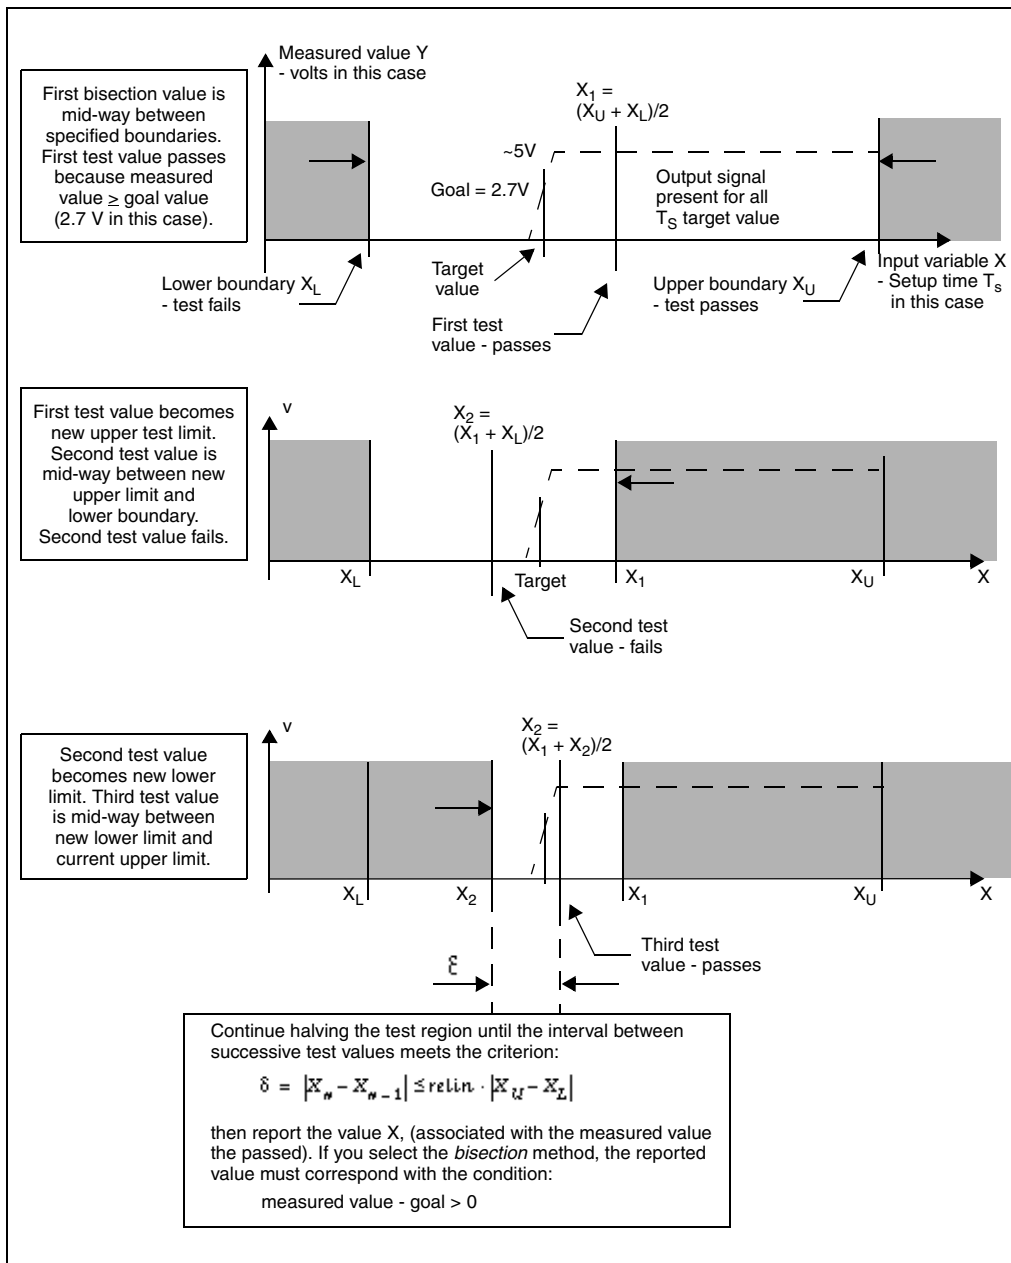 Measured value Y
- volts in this case
First bisection value is
mid-way between
specified boundaries.
First test value passes
because measured
value ≥ goal value
(2.7 V in this case).
X1 =
(XU + XL)/2
~5V
Goal = 2.7V
Output signal
present for all
TS target value
Lower boundary XL
- test fails
Target
value
First test
value - passes
Upper boundary XU
- test passes
Input variable X
- Setup time Ts
in this case
First test value becomes
new upper test limit.
Second test value is
mid-way between new
upper limit and
lower boundary.
Second test value fails.
v
X2 =
(X1 + XL)/2
XL
Target
X1
XU
X
Second test
value - fails
Second test value
becomes new lower
limit. Third test value
is mid-way between
new lower limit and
current upper limit.
v
X2 =
(X1 + X2)/2
XL
X2
X1
XU
X
Third test
value - passes
ε
Continue halving the test region until the interval between
successive test values meets the criterion:
δ = |Xn - Xn-1| ≤ relin · |XU - XL|
then report the value X, (associated with the measured value
the passed). If you select the bisection method, the reported
value must correspond with the condition:
measured value - goal > 0